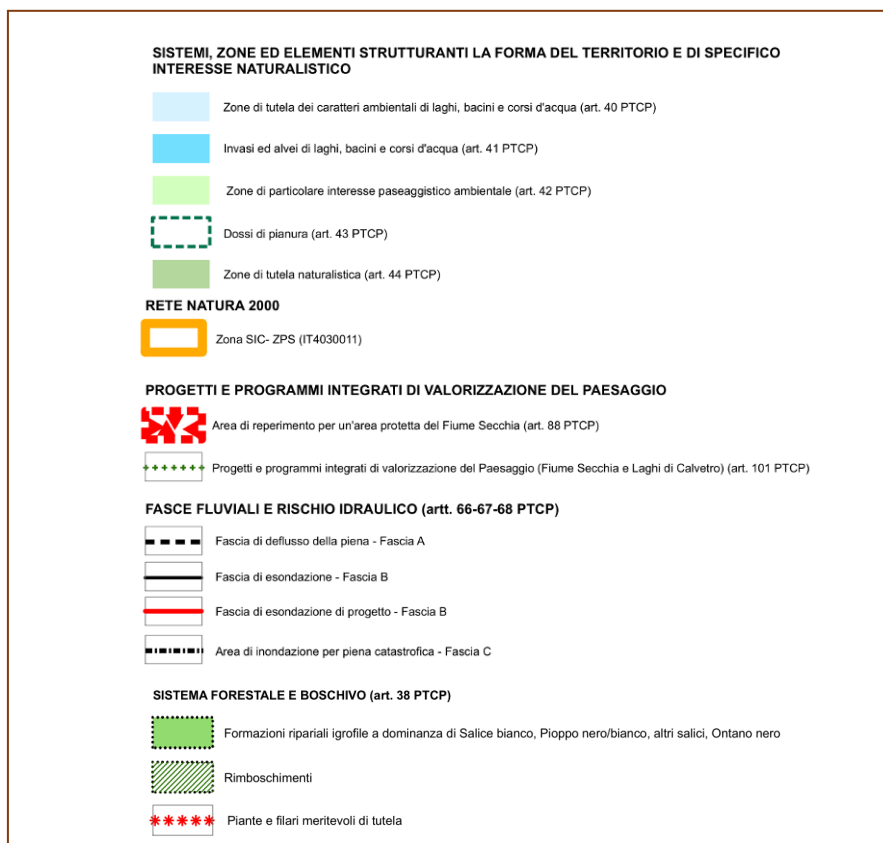 SISTEMI, ZONE ED ELEMENTI STRUTTURANTI LA FORMA DEL TERRITORIO E DI SPECIFICO
INTERESSE NATURALISTICO
Zone di tutela dei caratteri ambientali di laghi, bacini e corsi d'acqua (art. 40 PTCP)
Invasi ed alvei di laghi, bacini e corsi d'acqua (art. 41 PTCP)
Zone di particolare interesse paseaggistico ambientale (art. 42 PTCP)
Dossi di pianura (art. 43 PTCP)
Zone di tutela naturalistica (art. 44 PTCP)
RETE NATURA 2000
Zona SIC- ZPS (IT4030011)
PROGETTI E PROGRAMMI INTEGRATI DI VALORIZZAZIONE DEL PAESAGGIO
Area di reperimento per un'area protetta del Fiume Secchia (art. 88 PTCP)
Progetti e programmi integrati di valorizzazione del Paesaggio (Fiume Secchia e Laghi di Calvetro) (art. 101 PTCP)
FASCE FLUVIALI E RISCHIO IDRAULICO (artt. 66-67-68 PTCP)
Fascia di deflusso della piena - Fascia A
Fascia di esondazione - Fascia B
Fascia di esondazione di progetto - Fascia B
Area di inondazione per piena catastrofica - Fascia C
SISTEMA FORESTALE E BOSCHIVO (art. 38 PTCP)
Formazioni ripariali igrofile a dominanza di Salice bianco, Pioppo nero/bianco, altri salici, Ontano nero
Rimboschimenti
Piante e filari meritevoli di tutela